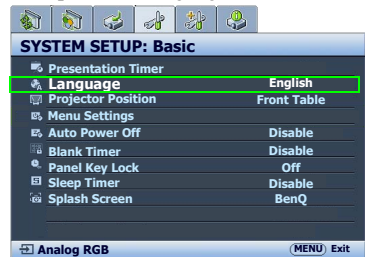 SYSTEM SETUP: Basic
Presentation Timer
Language English
Projector Position Front Table
Menu Settings
Auto Power Off Disable
Blank Timer Disable
Panel Key Lock Off
Sleep Timer Disable
Splash Screen BenQ
Analog RGB MENU Exit